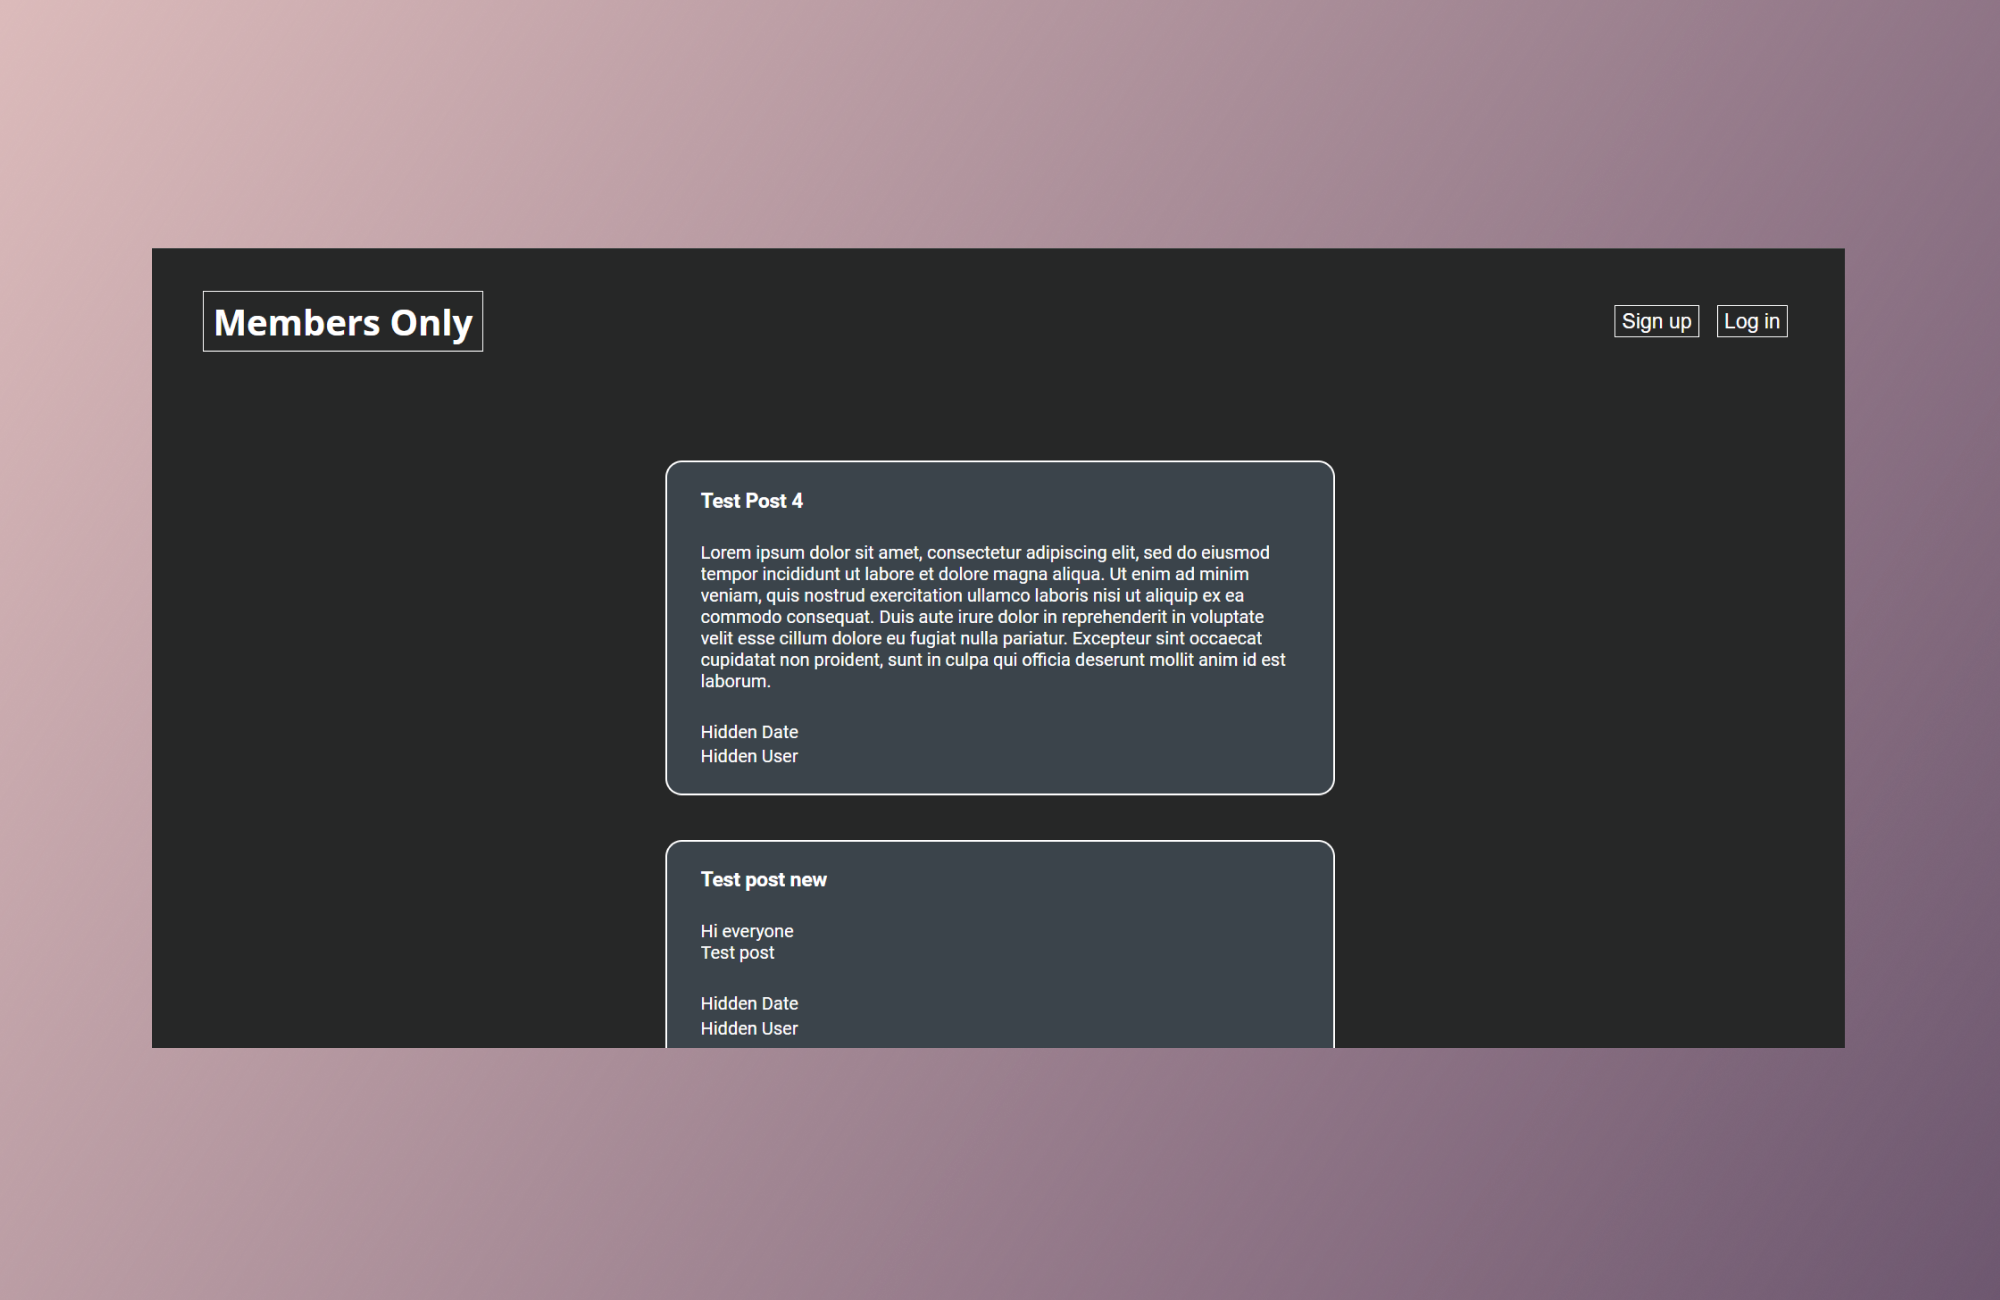 Members Only
Sign up
Log in
Test Post 4
Lorem ipsum dolor sit amet, consectetur adipiscing elit, sed do eiusmod
tempor incididunt ut labore et dolore magna aliqua. Ut enim ad minim
veniam, quis nostrud exercitation ullamco laboris nisi ut aliquip ex ea
commodo consequat. Duis aute irure dolor in reprehenderit in voluptate
velit esse cillum dolore eu fugiat nulla pariatur. Excepteur sint occaecat
cupidatat non proident, sunt in culpa qui officia deserunt mollit anim id est
laborum.
Hidden Date
Hidden User
Test post new
Hi everyone
Test post
Hidden Date
Hidden User